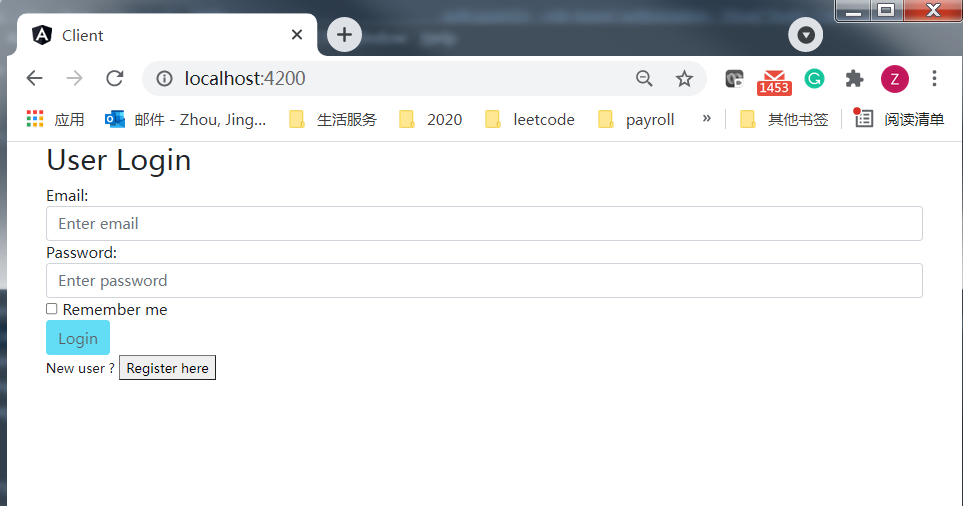 Client
localhost:4200
1453
Z
应用 邮件 - Zhou, Jing... 生活服务 2020 leetcode payroll » 其他书签 阅读清单
User Login
Email:
Enter email
Password:
Enter password
Remember me
Login
New user ? Register here